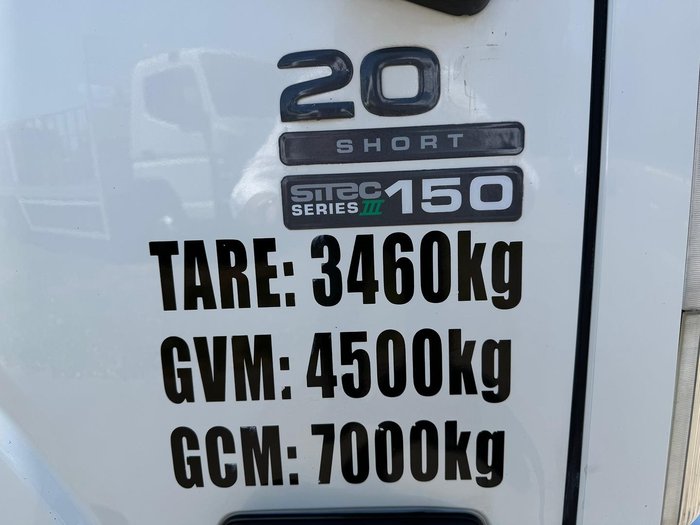 20
SHORT
SiTEC
SERIES III 150
TARE: 3460kg
GVM: 4500kg
GCM: 7000kg